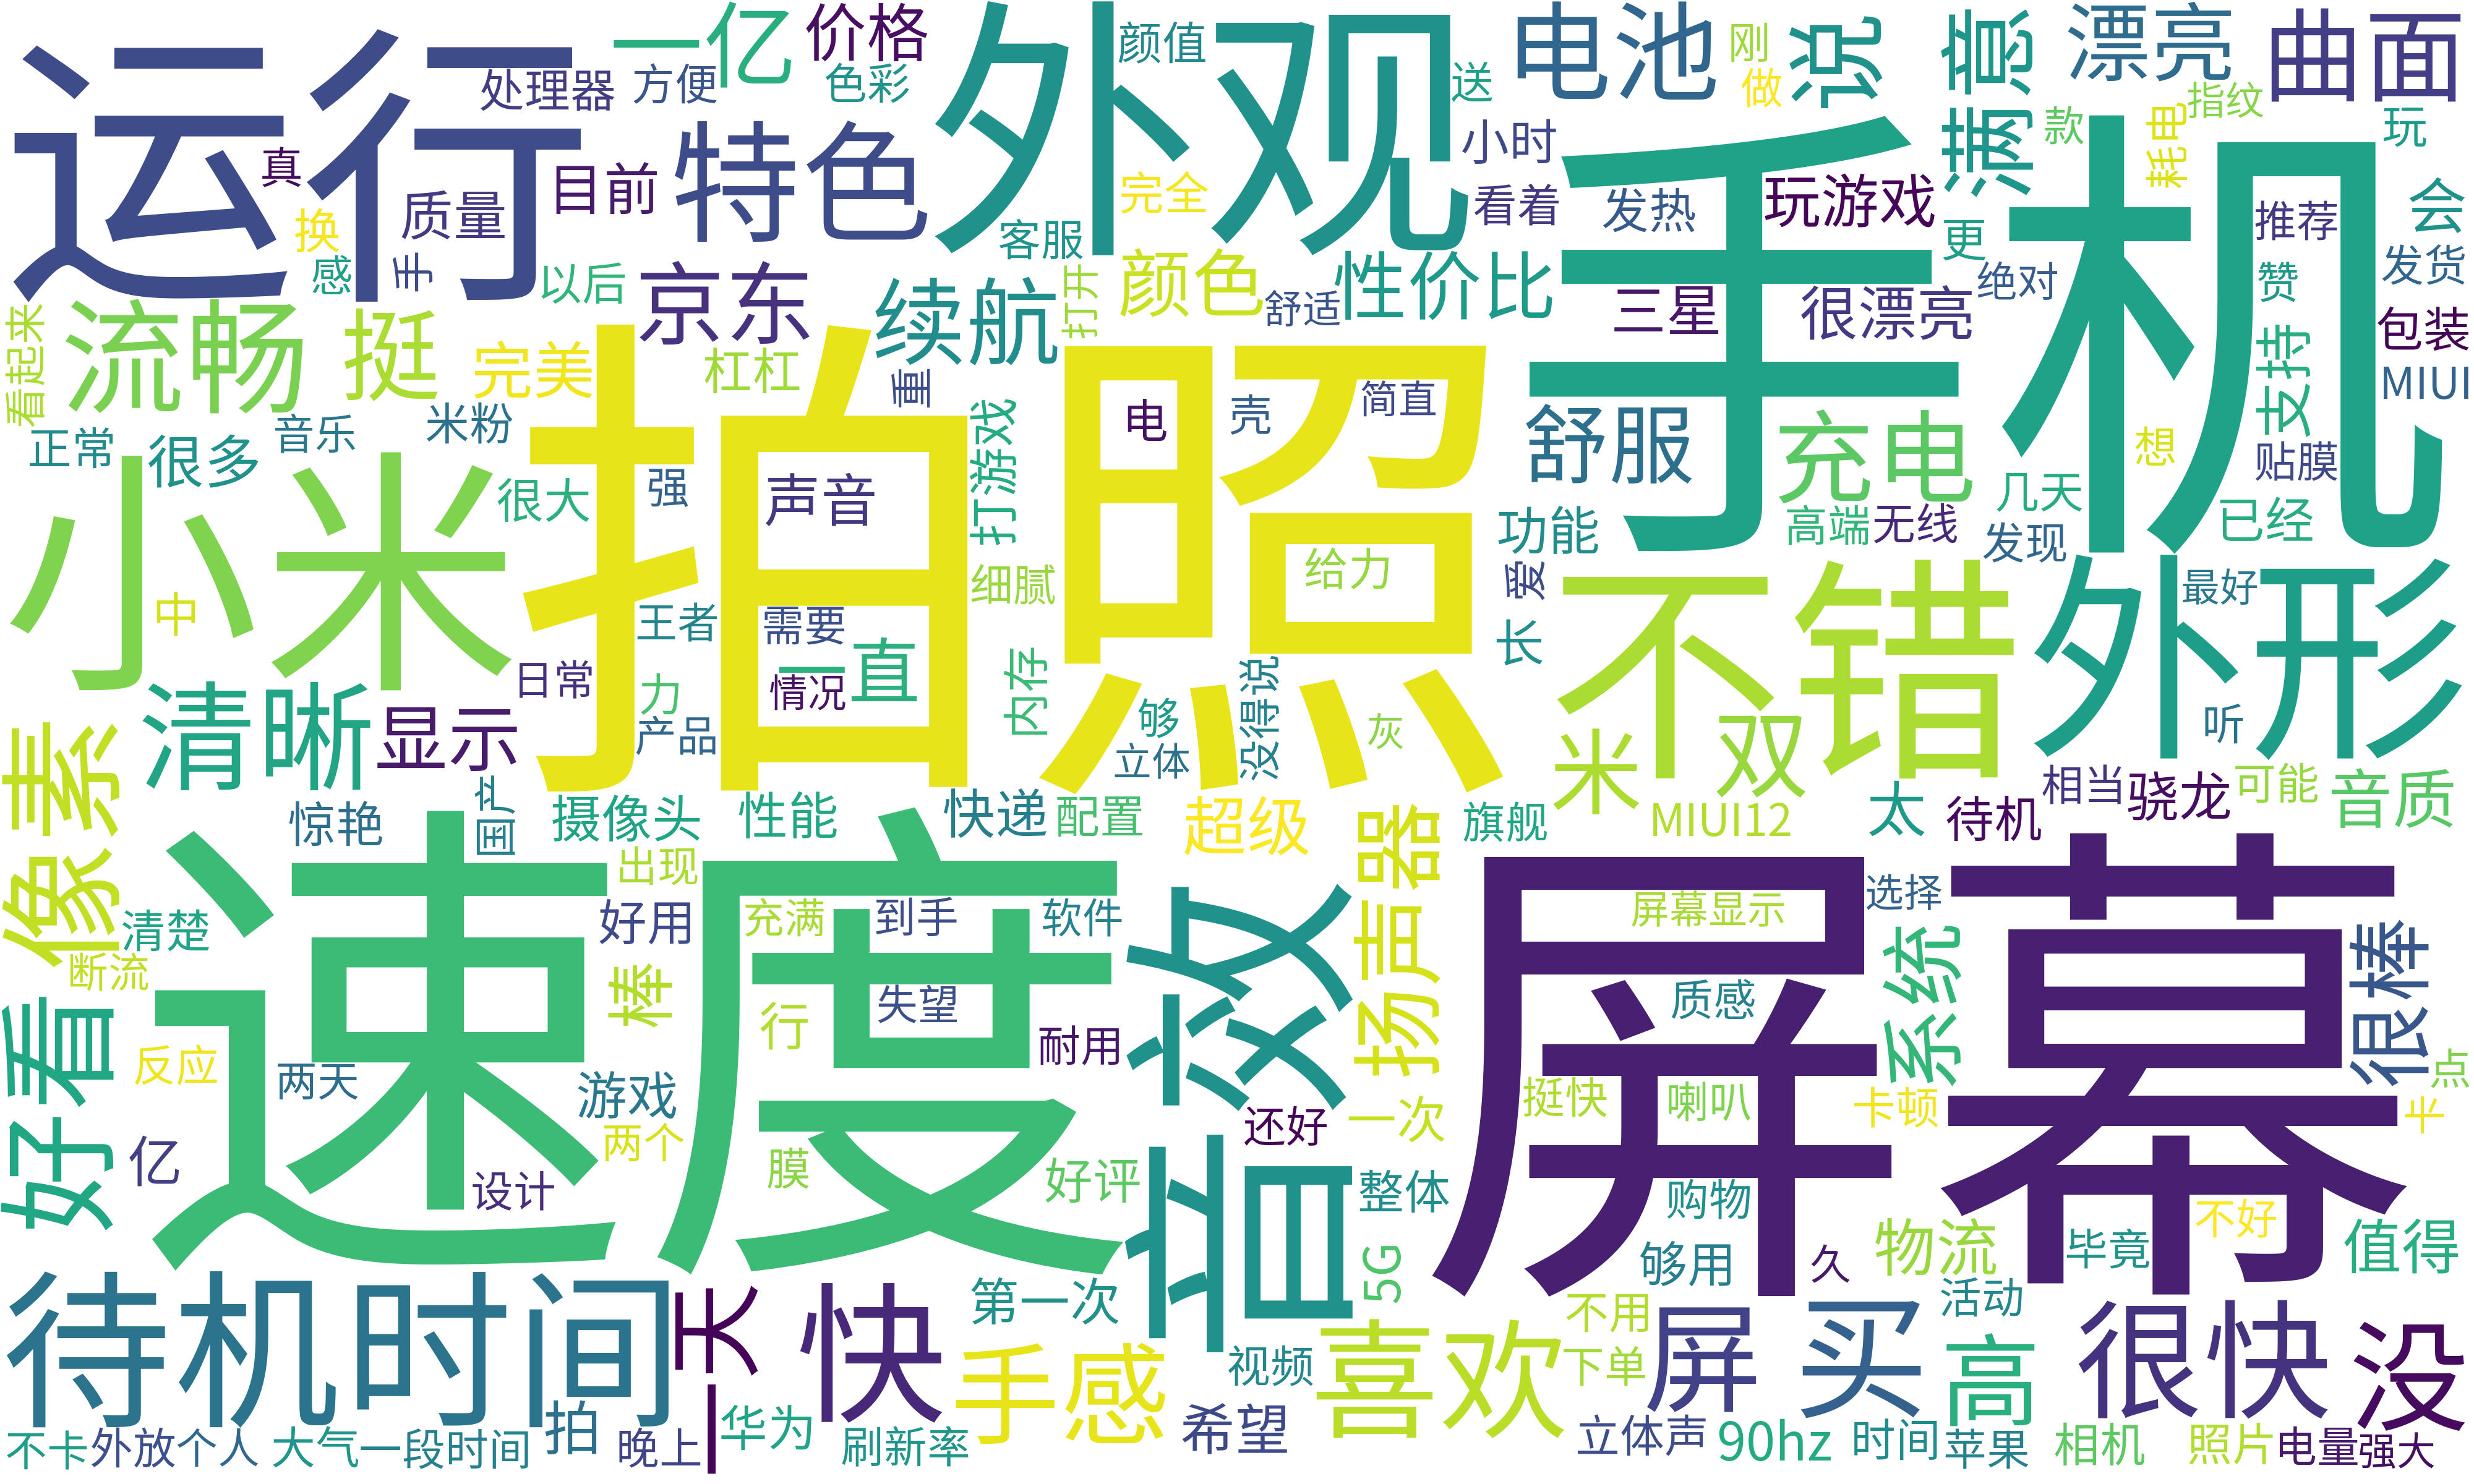 运行
外观
手机
拍照
速度
屏幕
音效
小米
不错
外形
待机时间
一亿
价格
颜值
电池
说
满意
漂亮
曲面
处理器
方便
色彩
送
刚
做
款
耗电
指纹
玩
真
质量
目前
特色
完全
小时
看着
发热
玩游戏
更
推荐
会
换
感
手
以后
京东
客服
打开
颜色
舒适
性价比
三星
很漂亮
绝对
赞
发货
看起来
流畅
挺
完美
杠杠
续航
重
电
壳
简直
包装
支持
MIUI
正常
很多
音乐
米粉
很大
强
声音
打游戏
舒服
充电
想
贴膜
几天
高端
无线
已经
功能
发现
细腻
给力
爱
长
最好
中
王者
需要
一直
日常
力
情况
内存
够
没得说
灰
听
清晰
显示
产品
立体
米
双
像素
惊艳
国产
摄像头
性能
快递
配置
超级
旗舰
MIUI12
太
待机
相当
骁龙
可能
音质
出现
扬声器
屏幕显示
选择
清楚
断流
好用
充满
到手
软件
棒
行
失望
耐用
质感
系统
很棒
好看
反应
两天
游戏
两个
还好
一次
挺快
喇叭
卡顿
点
半
亿
设计
膜
好评
整体
购物
5G
够用
久
物流
毕竟
不好
值得
一天
快
第一次
手感
视频
喜欢
希望
不用
下单
屏
买
活动
高
很快
没
不卡
外放
个人
大气
一段时间
拍
晚上
华为
刷新率
立体声
90hz
时间
苹果
相机
照片
电量
强大